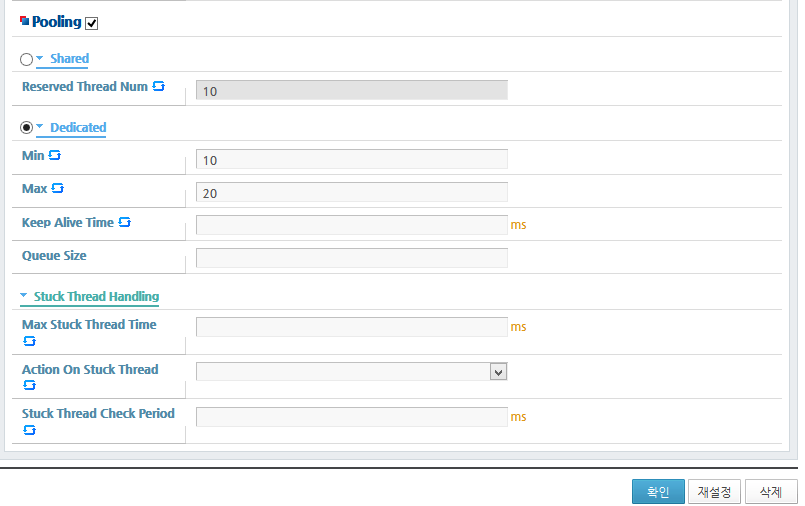 Pooling
Shared
Reserved Thread Num 10
Dedicated
Min 10
Max 20
Keep Alive Time ms
Queue Size
Stuck Thread Handling
Max Stuck Thread Time ms
Action On Stuck Thread
Stuck Thread Check Period ms
확인 재설정 삭제